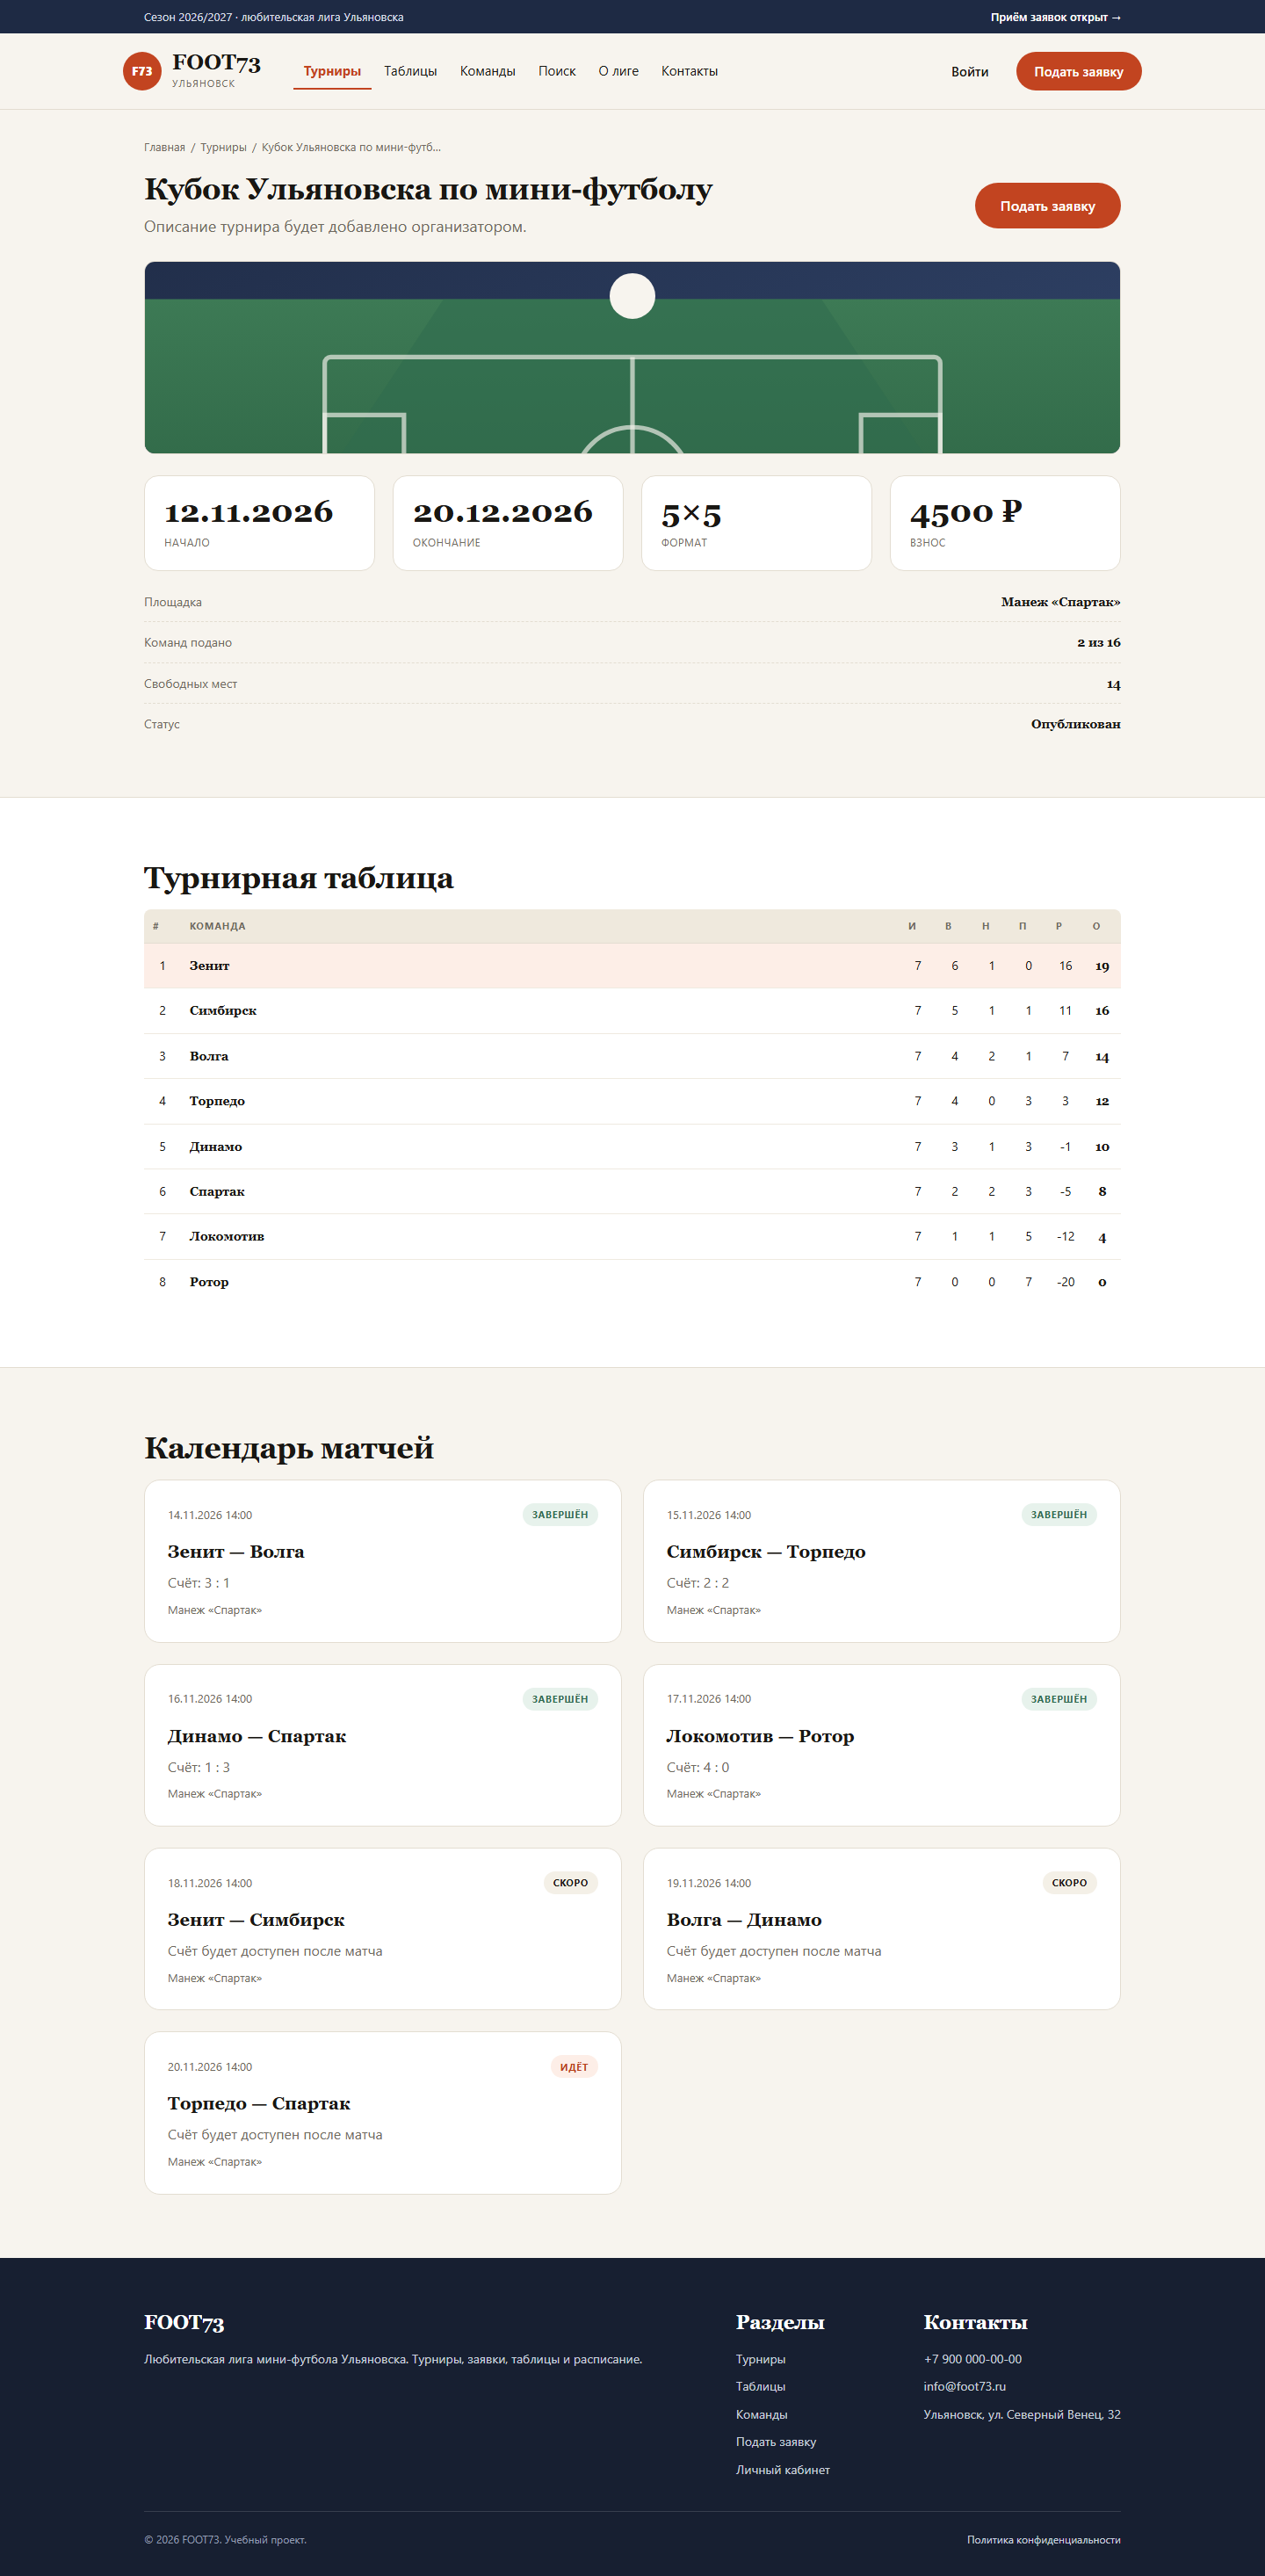 Сезон 2026/2027 · любительская лига Ульяновска
Приём заявок открыт →
F73
FOOT73
УЛЬЯНОВСК
Турниры Таблицы Команды Поиск О лиге Контакты
Войти
Подать заявку
Главная / Турниры / Кубок Ульяновска по мини-футб...
Кубок Ульяновска по мини-футболу
Описание турнира будет добавлено организатором.
Подать заявку
12.11.2026
НАЧАЛО
20.12.2026
ОКОНЧАНИЕ
5×5
ФОРМАТ
4500 ₽
ВЗНОС
Площадка Манеж «Спартак»
Команд подано 2 из 16
Свободных мест 14
Статус Опубликован
Турнирная таблица
# КОМАНДА И В Н П Р О
1 Зенит 7 6 1 0 16 19
2 Симбирск 7 5 1 1 11 16
3 Волга 7 4 2 1 7 14
4 Торпедо 7 4 0 3 3 12
5 Динамо 7 3 1 3 -1 10
6 Спартак 7 2 2 3 -5 8
7 Локомотив 7 1 1 5 -12 4
8 Ротор 7 0 0 7 -20 0
Календарь матчей
14.11.2026 14:00 ЗАВЕРШЁН
Зенит — Волга
Счёт: 3 : 1
Манеж «Спартак»
15.11.2026 14:00 ЗАВЕРШЁН
Симбирск — Торпедо
Счёт: 2 : 2
Манеж «Спартак»
16.11.2026 14:00 ЗАВЕРШЁН
Динамо — Спартак
Счёт: 1 : 3
Манеж «Спартак»
17.11.2026 14:00 ЗАВЕРШЁН
Локомотив — Ротор
Счёт: 4 : 0
Манеж «Спартак»
18.11.2026 14:00 СКОРО
Зенит — Симбирск
Счёт будет доступен после матча
Манеж «Спартак»
19.11.2026 14:00 СКОРО
Волга — Динамо
Счёт будет доступен после матча
Манеж «Спартак»
20.11.2026 14:00 ИДЁТ
Торпедо — Спартак
Счёт будет доступен после матча
Манеж «Спартак»
FOOT73
Любительская лига мини-футбола Ульяновска. Турниры, заявки, таблицы и расписание.
Разделы
Турниры
Таблицы
Команды
Подать заявку
Личный кабинет
Контакты
+7 900 000-00-00
info@foot73.ru
Ульяновск, ул. Северный Венец, 32
© 2026 FOOT73. Учебный проект.
Политика конфиденциальности